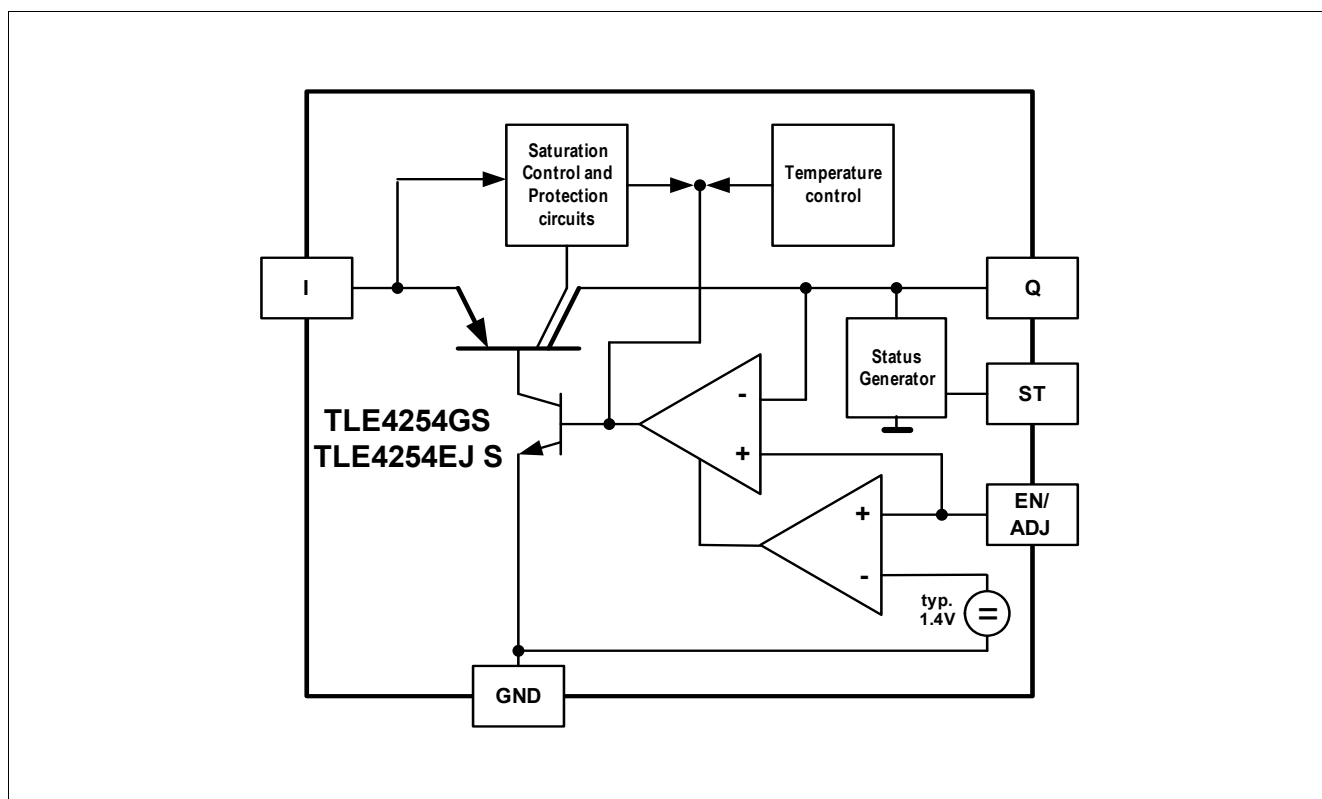 Saturation
Control and
Protection
circuits
Temperature
control
I
Q
Status
Generator
ST
TLE4254GS
TLE4254EJ S
-
+
EN/
ADJ
+
-
typ.
1.4V
=
GND